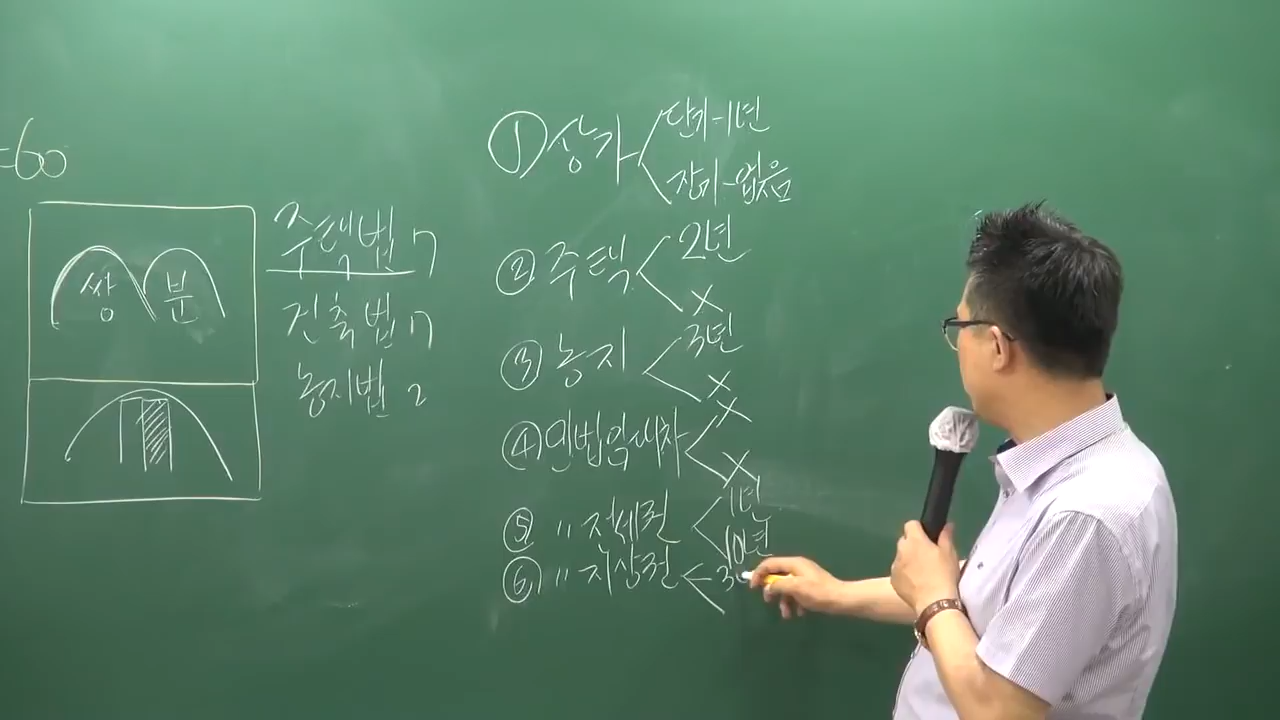 =60
쌍 분
주택법 7
건축법 7
농지법 2
① 상가 단기-1년
장기-없음
② 주택 2년
X
③ 농지 3년
X
④ 민법임대차 X
X
⑤ 〃 전세권 1년
10년
⑥ 〃 지상권 3